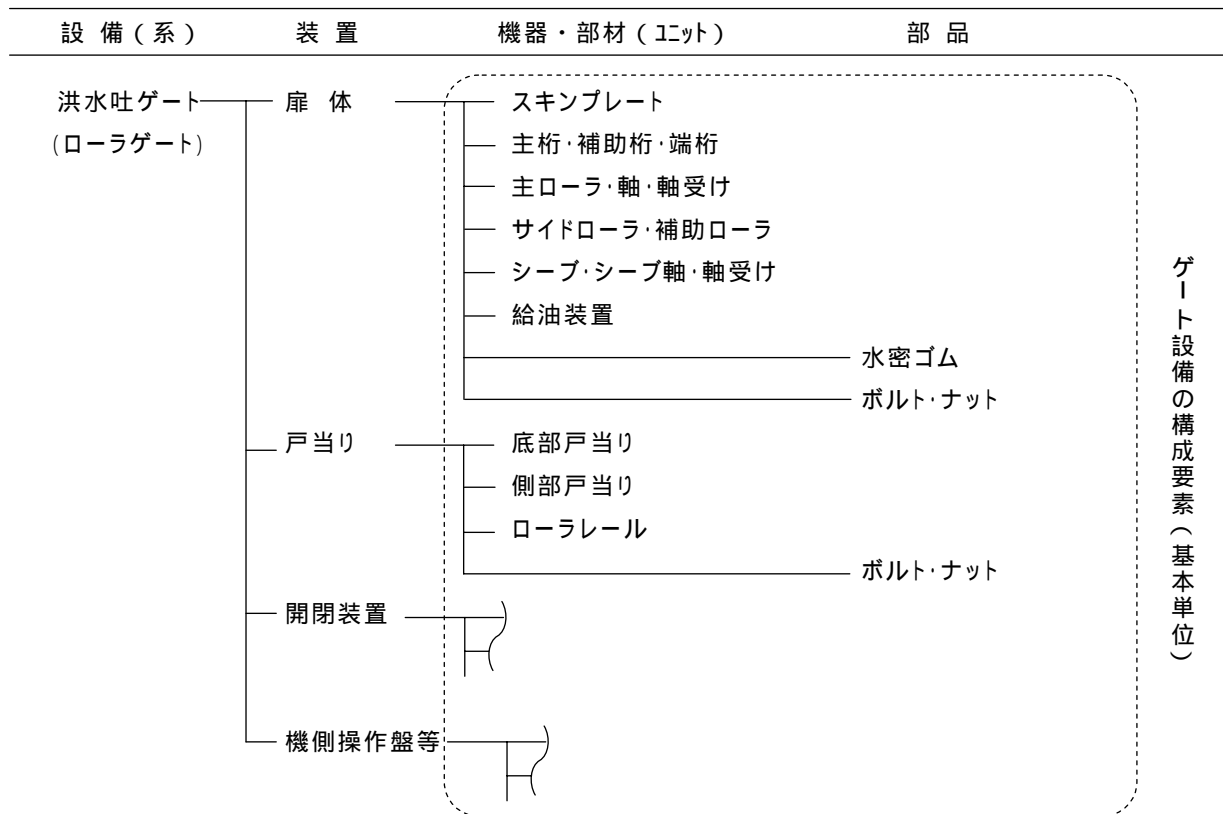 設備(系) 装置 機器・部材(ユニット) 部品
洪水吐ゲート 扉体 スキンプレート
(ローラゲート) 主桁・補助桁・端桁
主ローラ・軸・軸受け
サイドローラ・補助ローラ
シーブ・シーブ軸・軸受け
給油装置
水密ゴム
ボルト・ナット
戸当り 底部戸当り
側部戸当り
ローラレール
ボルト・ナット
開閉装置
機側操作盤等
ゲート設備の構成要素(基本単位)